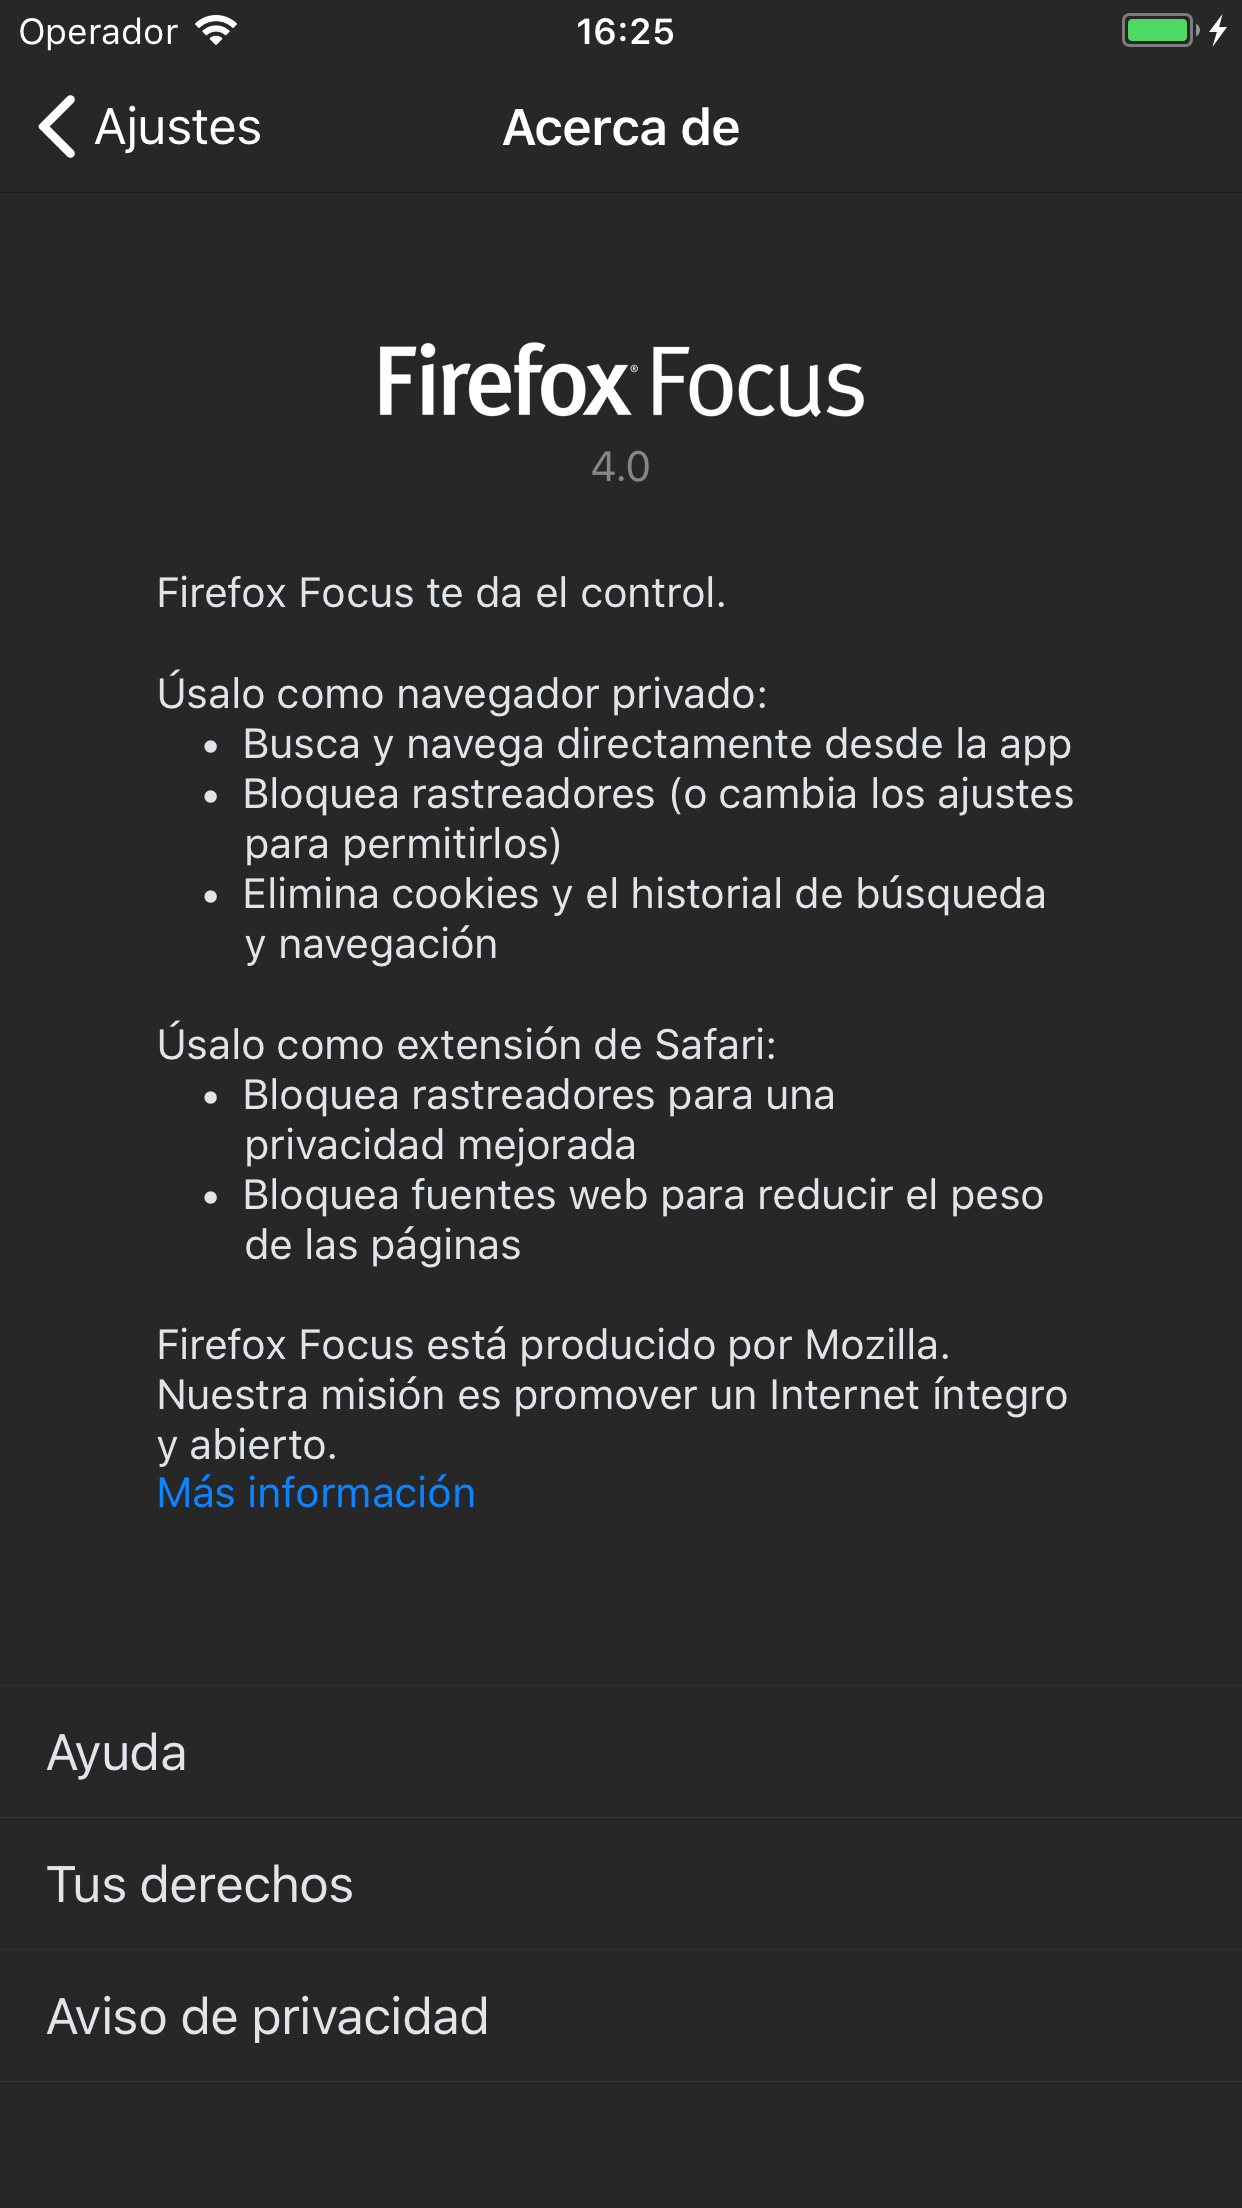 Operador
16:25
Ajustes
Acerca de
Firefox® Focus
4.0
Firefox Focus te da el control.
Úsalo como navegador privado:
• Busca y navega directamente desde la app
• Bloquea rastreadores (o cambia los ajustes
para permitirlos)
• Elimina cookies y el historial de búsqueda
y navegación
Úsalo como extensión de Safari:
• Bloquea rastreadores para una
privacidad mejorada
• Bloquea fuentes web para reducir el peso
de las páginas
Firefox Focus está producido por Mozilla.
Nuestra misión es promover un Internet íntegro
y abierto.
Más información
Ayuda
Tus derechos
Aviso de privacidad